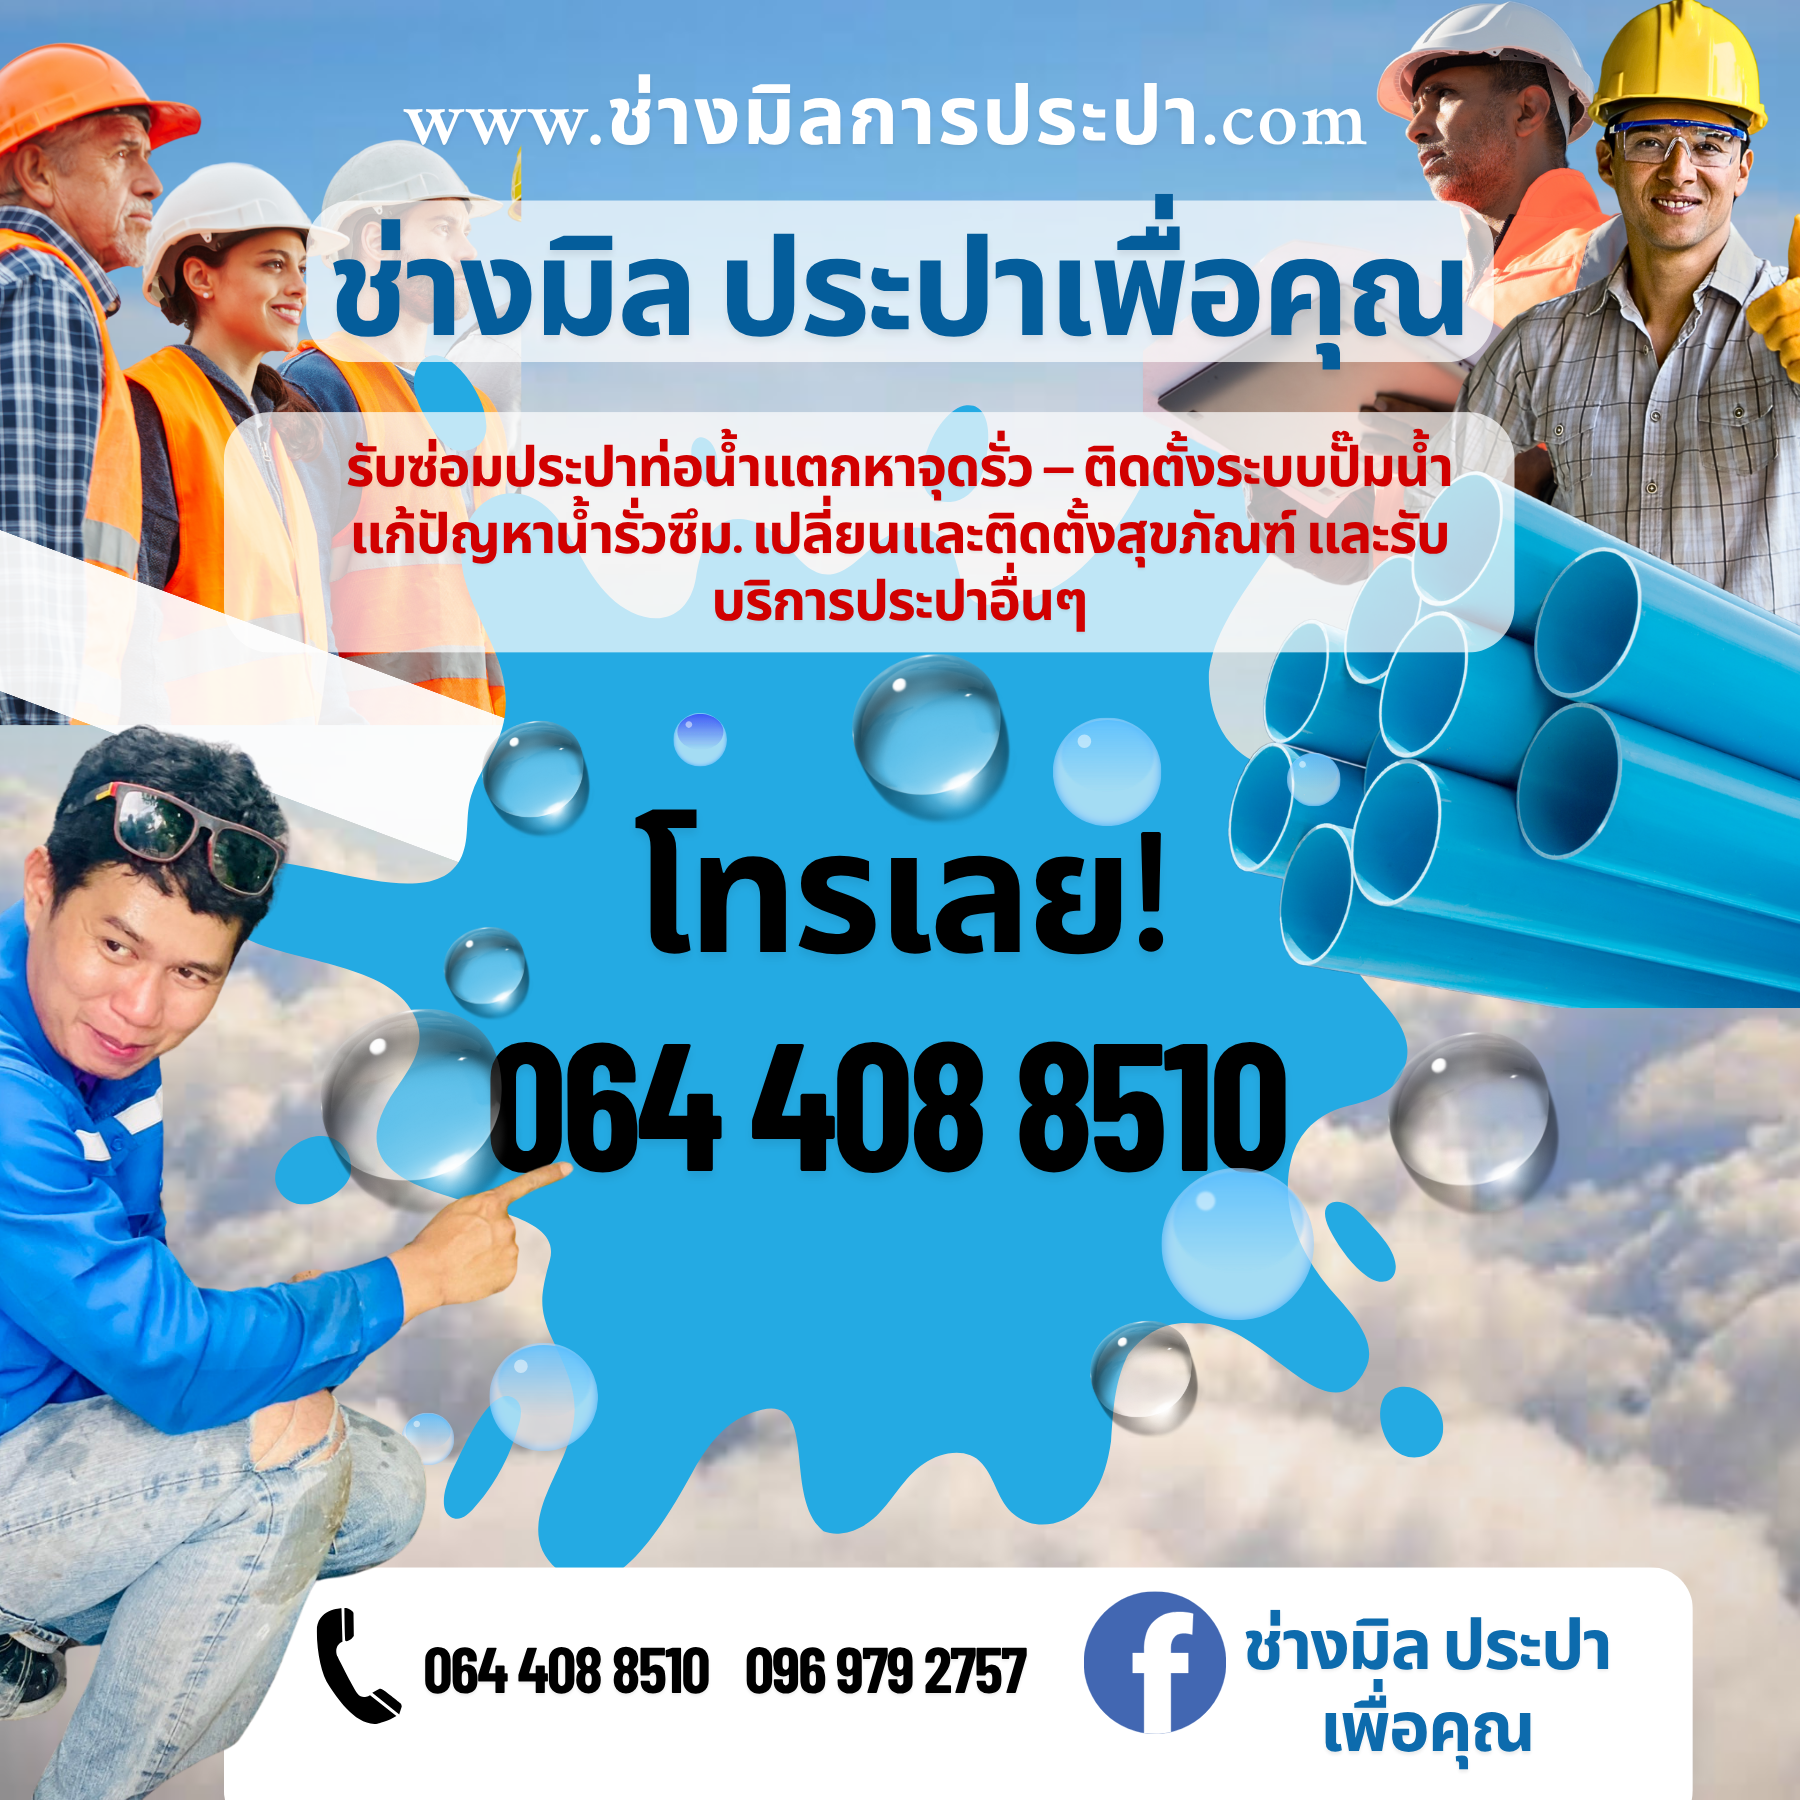 www.ช่างมิลการประปา.com
ช่างมิล ประปาเพื่อคุณ
รับซ่อมประปาท่อน้ำแตกหาจุดรั่ว – ติดตั้งระบบปั๊มน้ำ
แก้ปัญหาน้ำรั่วซึม. เปลี่ยนและติดตั้งสุขภัณฑ์ และรับ
บริการประปาอื่นๆ
โทรเลย!
064 408 8510
064 408 8510 096 979 2757
ช่างมิล ประปา
เพื่อคุณ